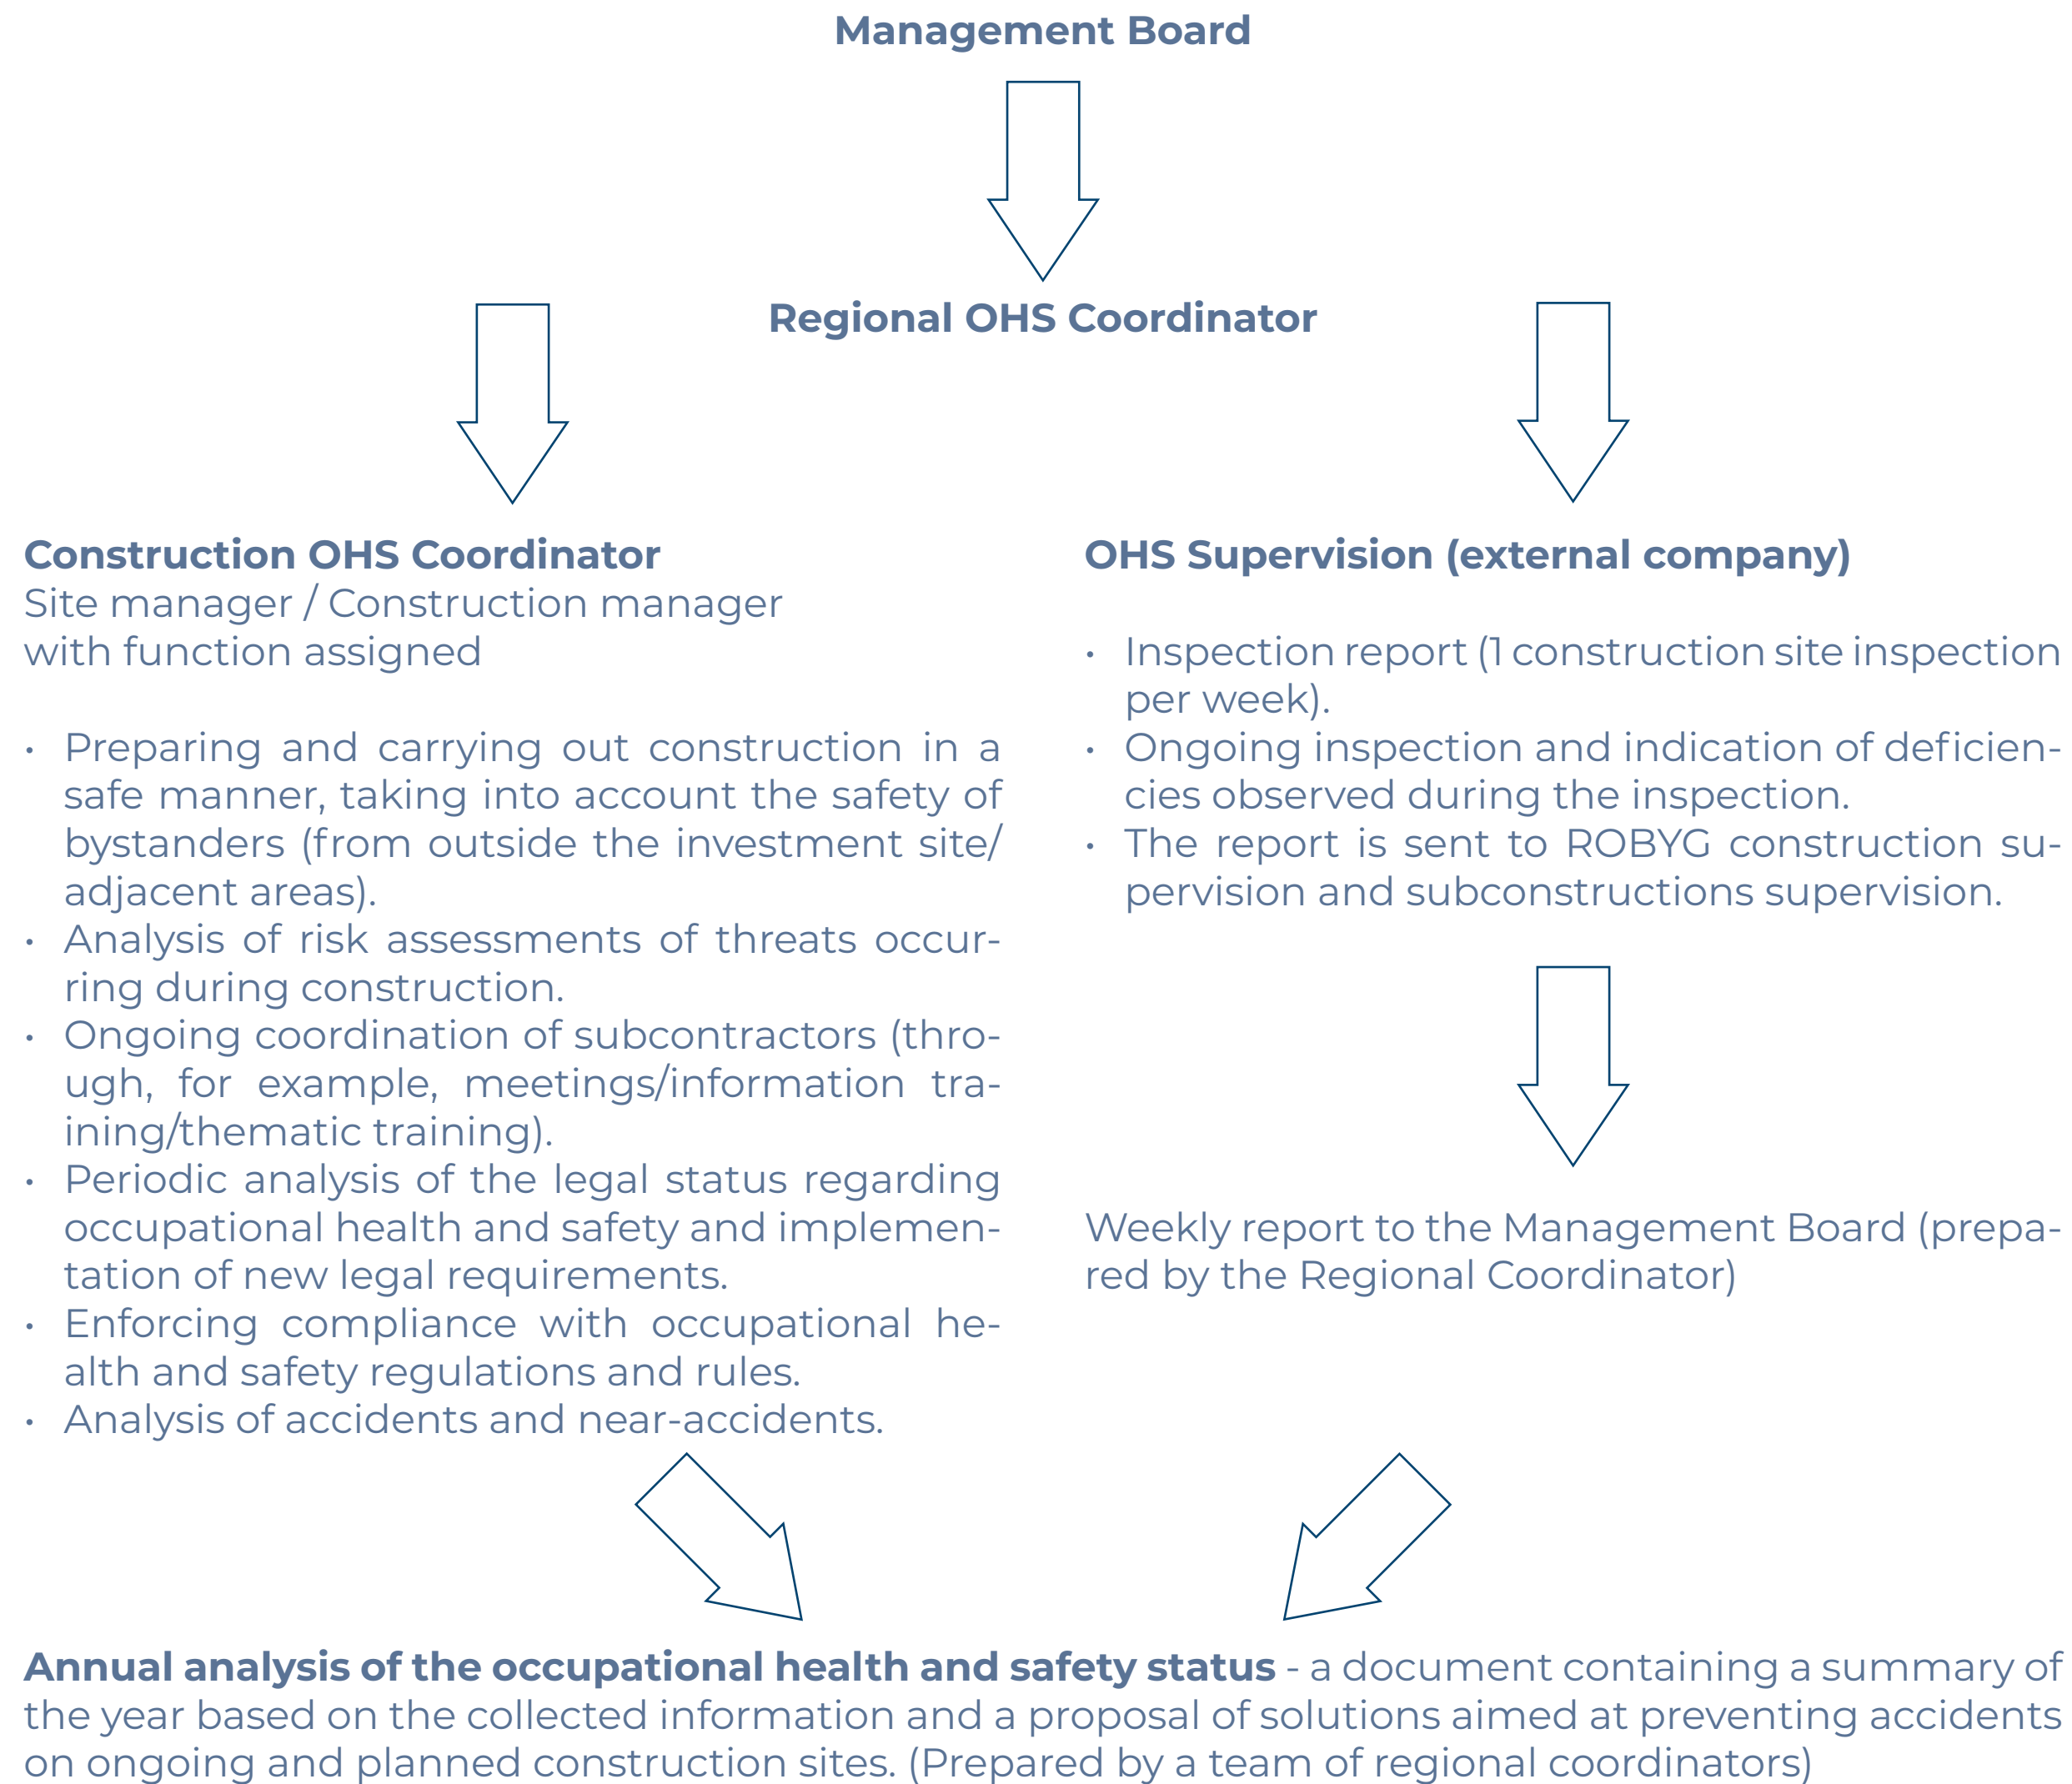 Management Board
Regional OHS Coordinator
Construction OHS Coordinator
Site manager / Construction manager
with function assigned
• Preparing and carrying out construction in a
safe manner, taking into account the safety of
bystanders (from outside the investment site/
adjacent areas).
• Analysis of risk assessments of threats occur-
ring during construction.
• Ongoing coordination of subcontractors (thro-
ugh, for example, meetings/information tra-
ining/thematic training).
• Periodic analysis of the legal status regarding
occupational health and safety and implemen-
tation of new legal requirements.
• Enforcing compliance with occupational he-
alth and safety regulations and rules.
• Analysis of accidents and near-accidents.
OHS Supervision (external company)
• Inspection report (1 construction site inspection
per week).
• Ongoing inspection and indication of deficien-
cies observed during the inspection.
• The report is sent to ROBYG construction su-
pervision and subconstructions supervision.
Weekly report to the Management Board (prepa-
red by the Regional Coordinator)
Annual analysis of the occupational health and safety status - a document containing a summary of
the year based on the collected information and a proposal of solutions aimed at preventing accidents
on ongoing and planned construction sites. (Prepared by a team of regional coordinators)